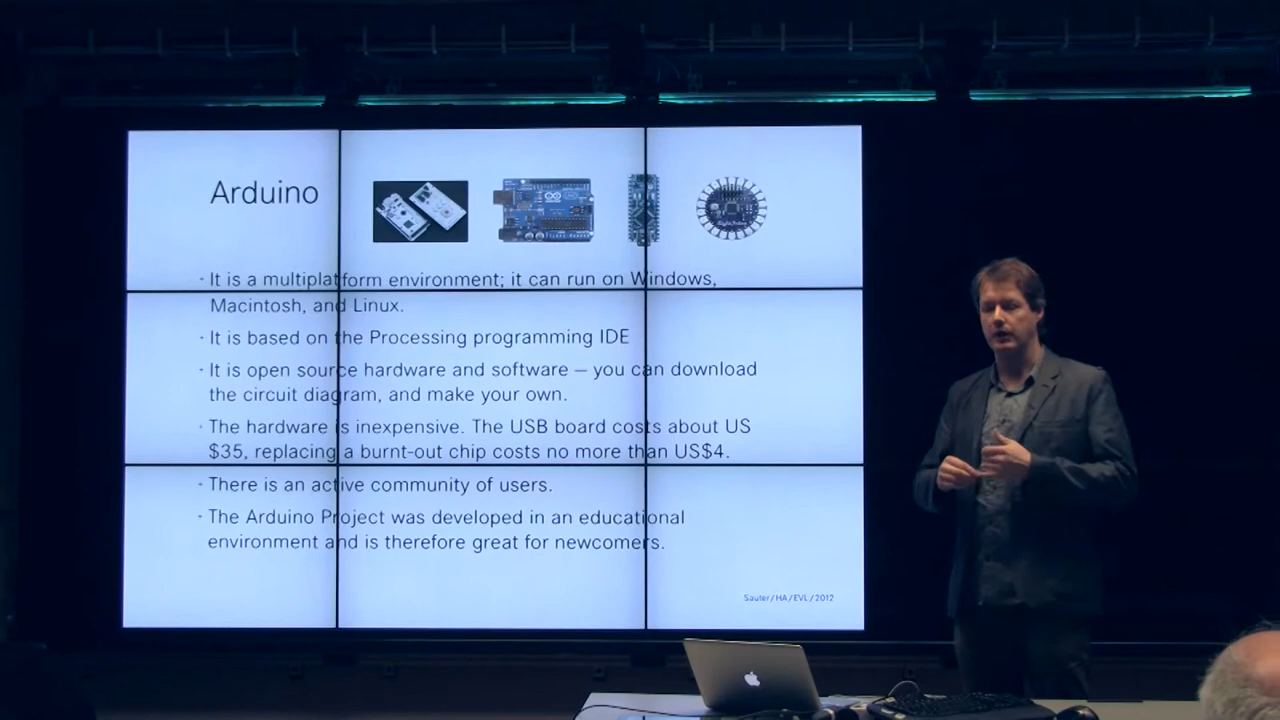 Arduino
- It is a multiplatform environment; it can run on Windows,
Macintosh, and Linux.
- It is based on the Processing programming IDE
- It is open source hardware and software – you can download
the circuit diagram, and make your own.
- The hardware is inexpensive. The USB board costs about US
$35, replacing a burnt-out chip costs no more than US$4.
- There is an active community of users.
- The Arduino Project was developed in an educational
environment and is therefore great for newcomers.
Sauter/HA/EVL/2012